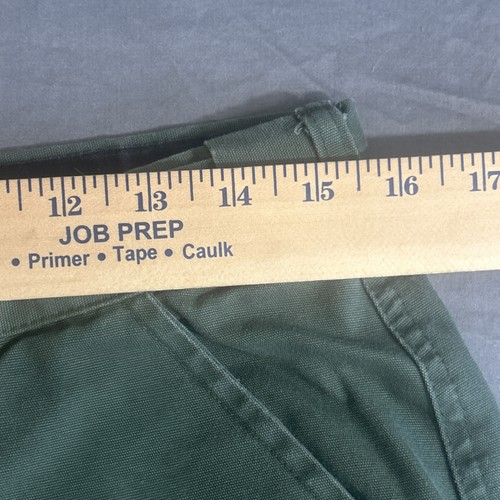 12 13 14 15 16 17
JOB PREP
• Primer • Tape • Caulk